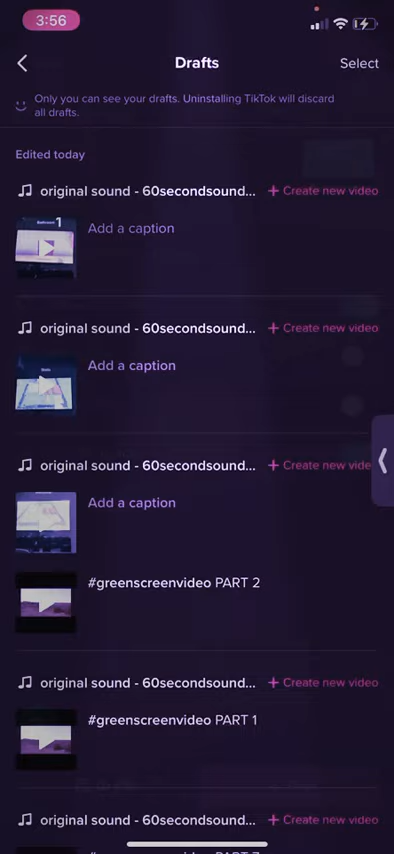 3:56
Drafts
Select
Only you can see your drafts. Uninstalling TikTok will discard
all drafts.
Edited today
original sound - 60secondsound...
+ Create new video
Add a caption
original sound - 60secondsound...
+ Create new video
Add a caption
original sound - 60secondsound...
+ Create new vide
Add a caption
#greenscreenvideo PART 2
original sound - 60secondsound...
+ Create new video
#greenscreenvideo PART 1
original sound - 60secondsound...
+ Create new video